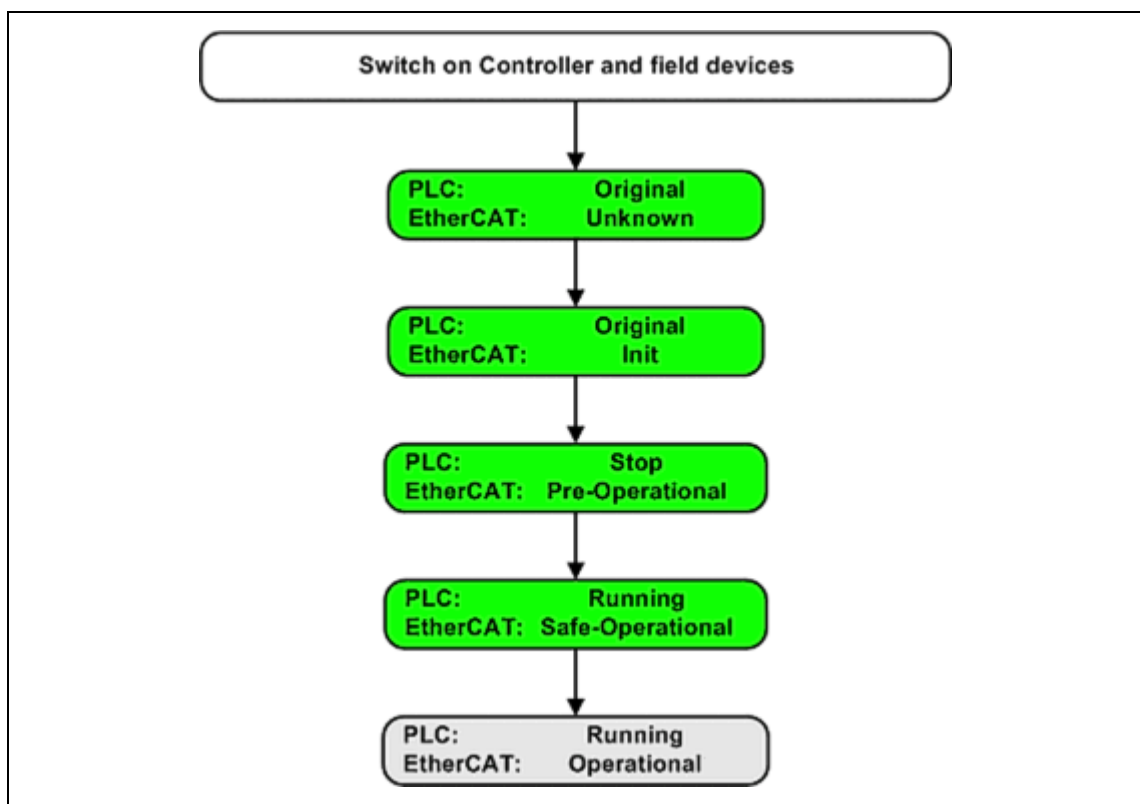 Switch on Controller and field devices
PLC: Original
EtherCAT: Unknown
PLC: Original
EtherCAT: Init
PLC: Stop
EtherCAT: Pre-Operational
PLC: Running
EtherCAT: Safe-Operational
PLC: Running
EtherCAT: Operational